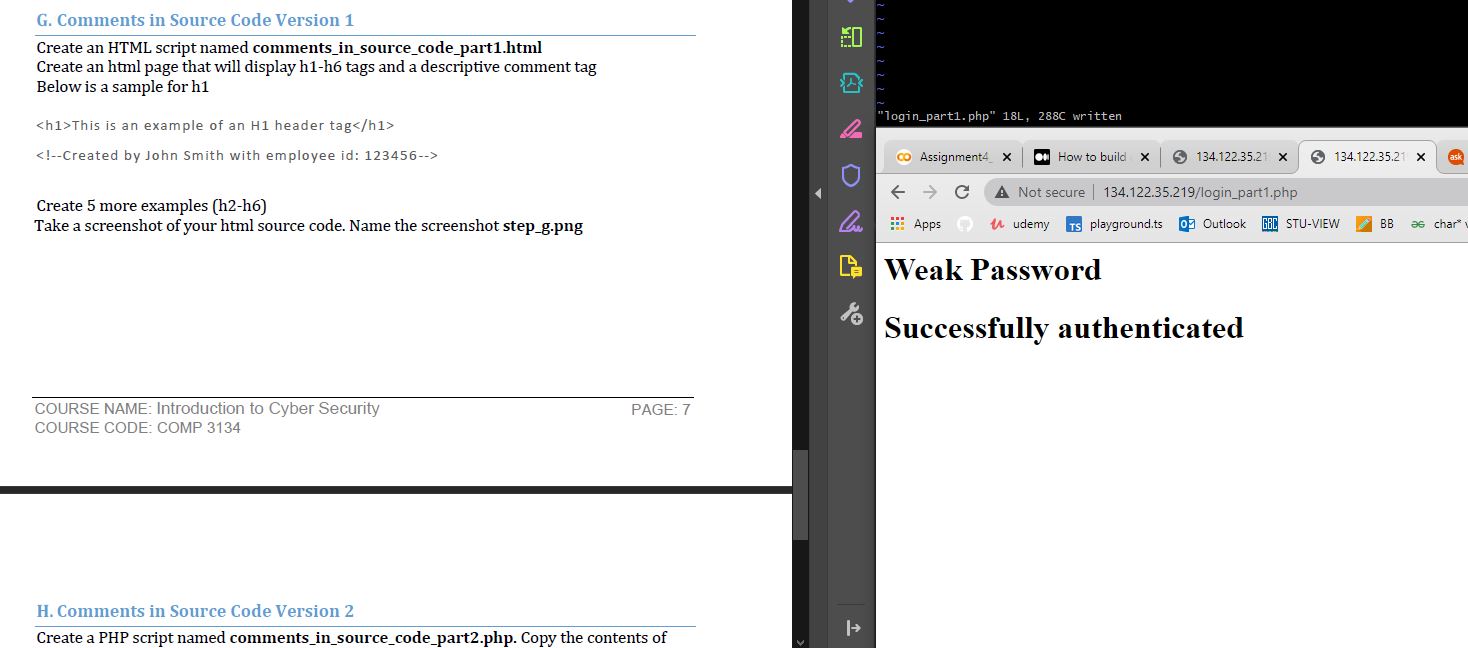 G. Comments in Source Code Version 1
Create an HTML script named comments_in_source_code_part1.html
Create an html page that will display h1-h6 tags and a descriptive comment tag
Below is a sample for h1
<h1>This is an example of an H1 header tag</h1>
<!--Created by John Smith with employee id: 123456-->
Create 5 more examples (h2-h6)
Take a screenshot of your html source code. Name the screenshot step_g.png
COURSE NAME: Introduction to Cyber Security
PAGE: 7
COURSE CODE: COMP 3134
H. Comments in Source Code Version 2
Create a PHP script named comments_in_source_code_part2.php. Copy the contents of
~
~
~
~
~
~
~
~
"login_part1.php" 18L, 288C written
Assignment4_
How to build
134.122.35.21
134.122.35.21
ask
Not secure | 134.122.35.219/login_part1.php
Apps
udemy
TS
playground.ts
Outlook
GBC
STU-VIEW
BB
char*
Weak Password
Successfully authenticated